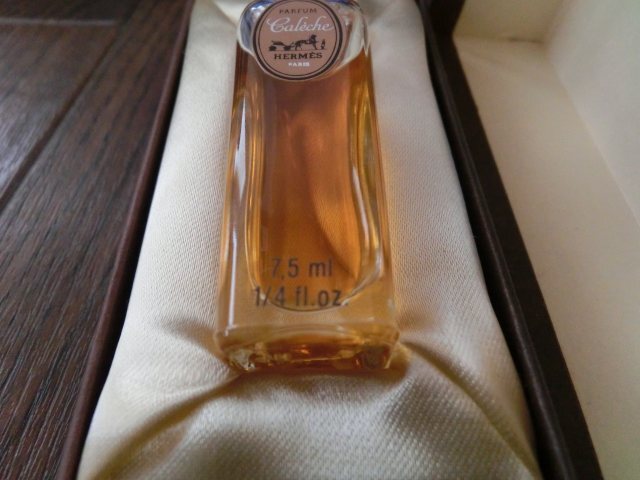 PARFUM
Calèche
HERMÈS
PARIS
7,5 ml
1/4 fl.oz.